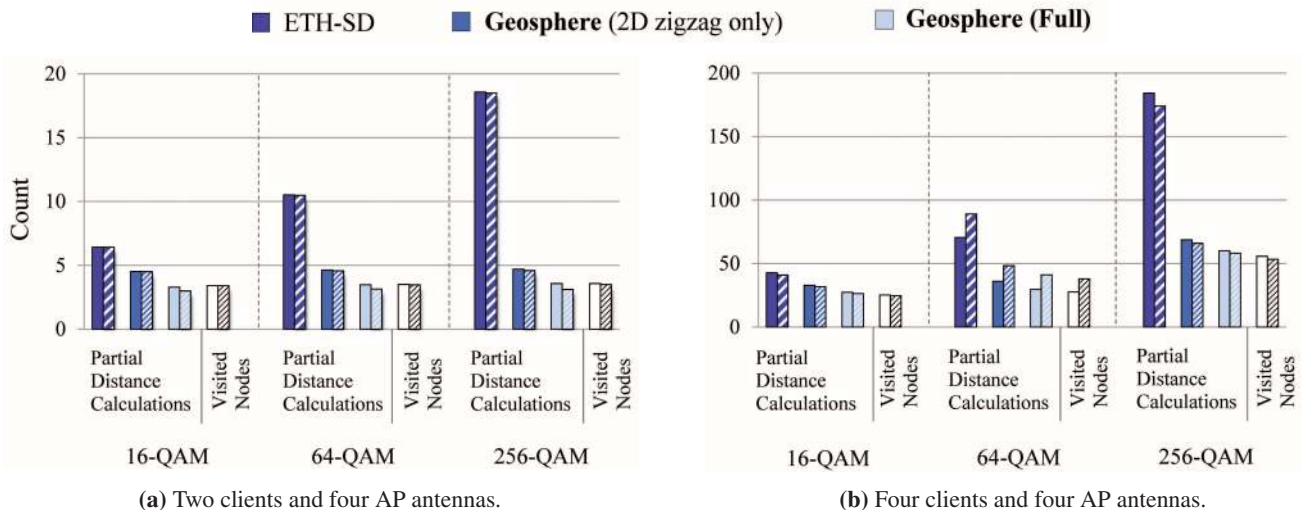 ETH-SD Geosphere (2D zigzag only) Geosphere (Full)
20
15
10
5
0
Count
Partial Distance Calculations
Visited Nodes
Partial Distance Calculations
Visited Nodes
Partial Distance Calculations
Visited Nodes
16-QAM 64-QAM 256-QAM
(a) Two clients and four AP antennas.
200
150
100
50
0
Partial Distance Calculations
Visited Nodes
Partial Distance Calculations
Visited Nodes
Partial Distance Calculations
Visited Nodes
16-QAM 64-QAM 256-QAM
(b) Four clients and four AP antennas.